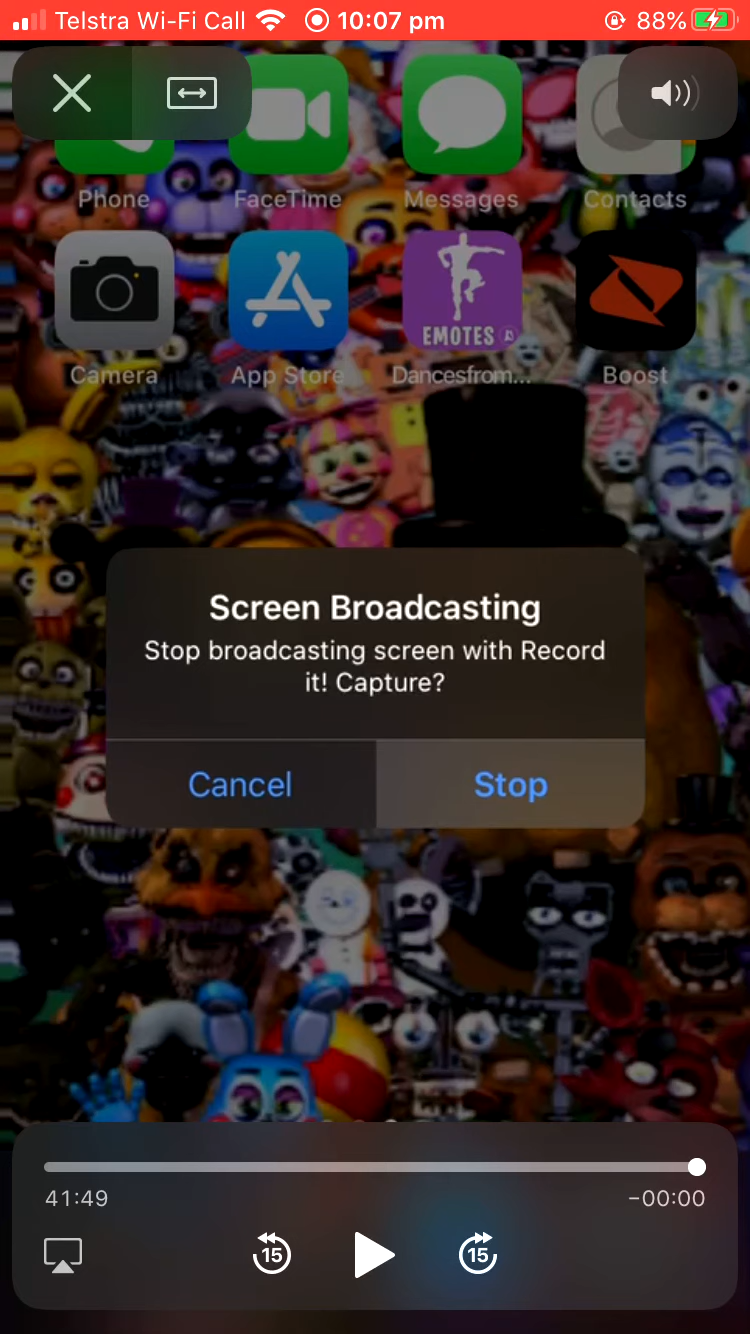 Telstra Wi-Fi Call 10:07 pm 88%
Phone FaceTime Messages Contacts
EMOTES
Camera App Store Dancesfrom... Boost
Screen Broadcasting
Stop broadcasting screen with Record
it! Capture?
Cancel Stop
41:49 -00:00
15 15